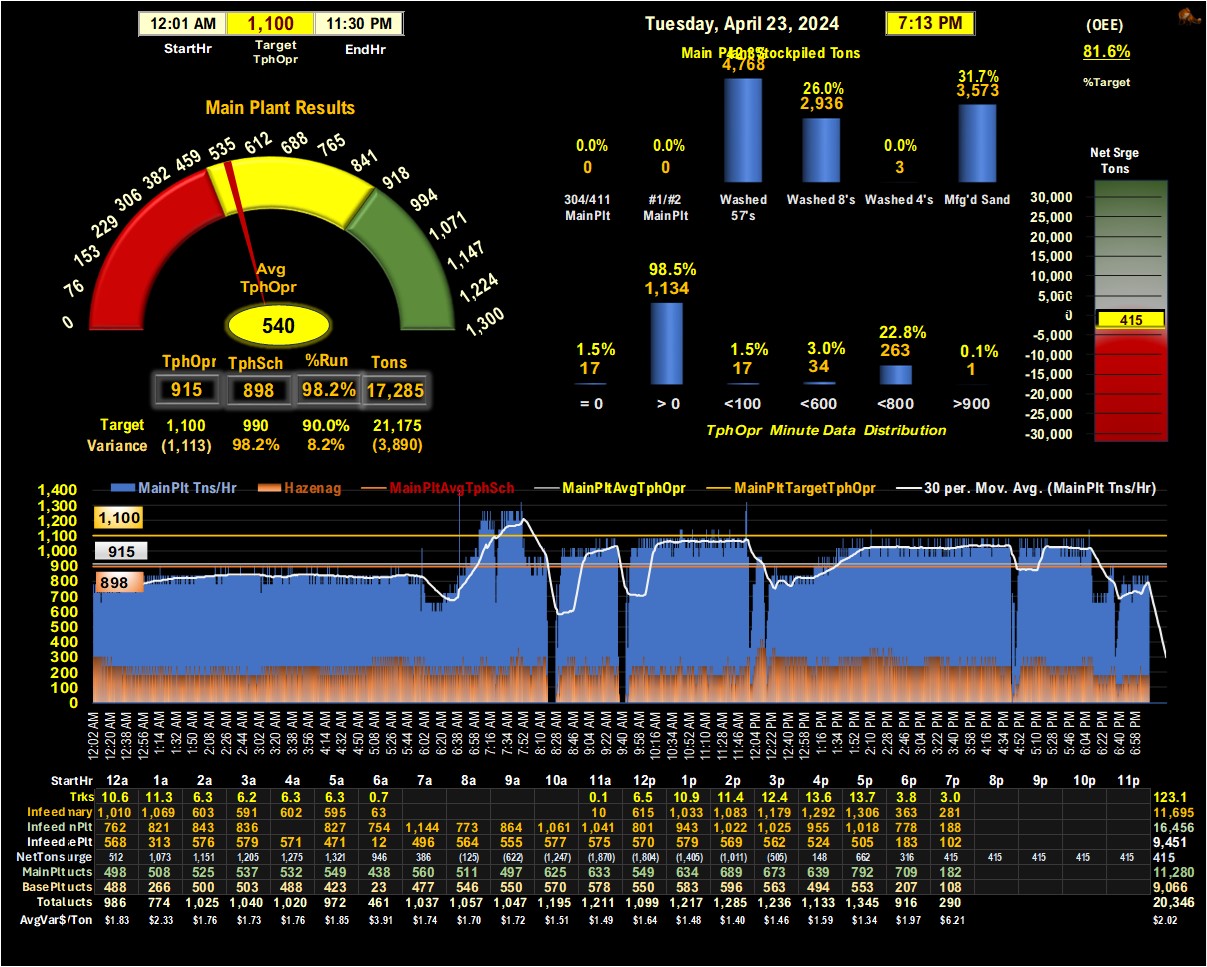 12:01 AM 1,100 11:30 PM
StartHr Target TphOpr EndHr
Tuesday, April 23, 2024 7:13 PM
(OEE)
81.6%
%Target
Main Plant Stockpiled Tons
4,768
26.0%
2,936
31.7%
3,573
0.0% 0.0% 0.0%
0 0 3
304/411 MainPlt #1/#2 MainPlt Washed 57's Washed 8's Washed 4's Mfg'd Sand
Main Plant Results
0 76 153 229 306 382 459 535 612 688 765 841 918 994 1,071 1,147 1,224 1,300
Avg
TphOpr
540
TphOpr TphSch %Run Tons
915 898 98.2% 17,285
Target 1,100 990 90.0% 21,175
Variance (1,113) 98.2% 8.2% (3,890)
1.5% 98.5% 1.5% 3.0% 22.8% 0.1%
17 1,134 17 34 263 1
= 0 > 0 <100 <600 <800 >900
TphOpr Minute Data Distribution
Net Srge
Tons
30,000
25,000
20,000
15,000
10,000
5,000
0
415
-5,000
-10,000
-15,000
-20,000
-25,000
-30,000
MainPlt Tns/Hr Hazenag MainPltAvgTphSch MainPltAvgTphOpr MainPltTargetTphOpr 30 per. Mov. Avg. (MainPlt Tns/Hr)
1,400
1,300
1,200
1,100
1,000
900
800
700
600
500
400
300
200
100
0
1,100
915
898
12:02 AM 12:20 AM 12:38 AM 12:56 AM 1:14 AM 1:32 AM 1:50 AM 2:08 AM 2:26 AM 2:44 AM 3:02 AM 3:20 AM 3:38 AM 3:56 AM 4:14 AM 4:32 AM 4:50 AM 5:08 AM 5:26 AM 5:44 AM 6:02 AM 6:20 AM 6:38 AM 6:58 AM 7:16 AM 7:34 AM 7:52 AM 8:10 AM 8:28 AM 8:46 AM 9:04 AM 9:22 AM 9:40 AM 9:58 AM 10:16 AM 10:34 AM 10:52 AM 11:10 AM 11:28 AM 11:46 AM 12:04 PM 12:22 PM 12:40 PM 12:58 PM 1:16 PM 1:34 PM 1:52 PM 2:10 PM 2:28 PM 2:46 PM 3:04 PM 3:22 PM 3:40 PM 3:58 PM 4:16 PM 4:34 PM 4:52 PM 5:10 PM 5:28 PM 5:46 PM 6:04 PM 6:22 PM 6:40 PM 6:58 PM
StartHr 12a 1a 2a 3a 4a 5a 6a 7a 8a 9a 10a 11a 12p 1p 2p 3p 4p 5p 6p 7p 8p 9p 10p 11p
Trks 10.6 11.3 6.3 6.2 6.3 6.3 0.7 0.1 6.5 10.9 11.4 12.4 13.6 13.7 3.8 3.0 123.1
Infeed mary 1,010 1,069 603 591 602 595 63 10 615 1,033 1,083 1,179 1,292 1,306 363 281 11,695
Infeed nPlt 762 821 843 836 827 754 1,144 773 864 1,061 1,041 801 943 1,022 1,025 955 1,018 778 188 16,456
Infeed ePlt 568 313 576 579 571 471 12 496 564 555 577 575 570 579 569 562 524 505 183 102 9,451
NetTons urge 512 1,073 1,151 1,205 1,275 1,321 946 386 (125) (622) (1,247) (1,870) (1,804) (1,405) (1,011) (505) 148 662 316 415 415 415 415 415 415
MainPlt ucts 498 508 525 537 532 549 438 560 511 497 625 633 549 634 689 673 639 792 709 182 11,280
BasePlt ucts 488 266 500 503 488 423 23 477 546 550 570 578 550 583 596 563 494 553 207 108 9,066
Total ucts 986 774 1,025 1,040 1,020 972 461 1,037 1,057 1,047 1,195 1,211 1,099 1,217 1,285 1,236 1,133 1,345 916 290 20,346
AvgVar$/Ton $1.83 $2.33 $1.76 $1.73 $1.76 $1.85 $3.91 $1.74 $1.70 $1.72 $1.51 $1.49 $1.64 $1.48 $1.40 $1.46 $1.59 $1.34 $1.97 $6.21 $2.02